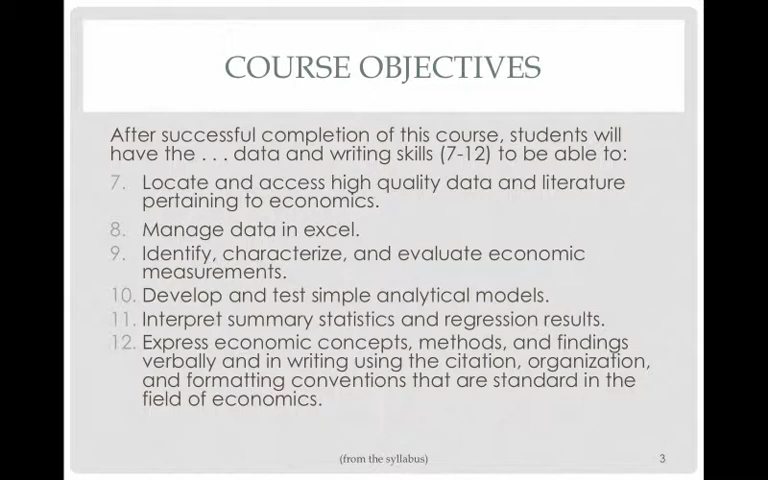 COURSE OBJECTIVES
After successful completion of this course, students will
have the . . . data and writing skills (7-12) to be able to:
7. Locate and access high quality data and literature
pertaining to economics.
8. Manage data in excel.
9. Identify, characterize, and evaluate economic
measurements.
10. Develop and test simple analytical models.
11. Interpret summary statistics and regression results.
12. Express economic concepts, methods, and findings
verbally and in writing using the citation, organization,
and formatting conventions that are standard in the
field of economics.
(from the syllabus) 3